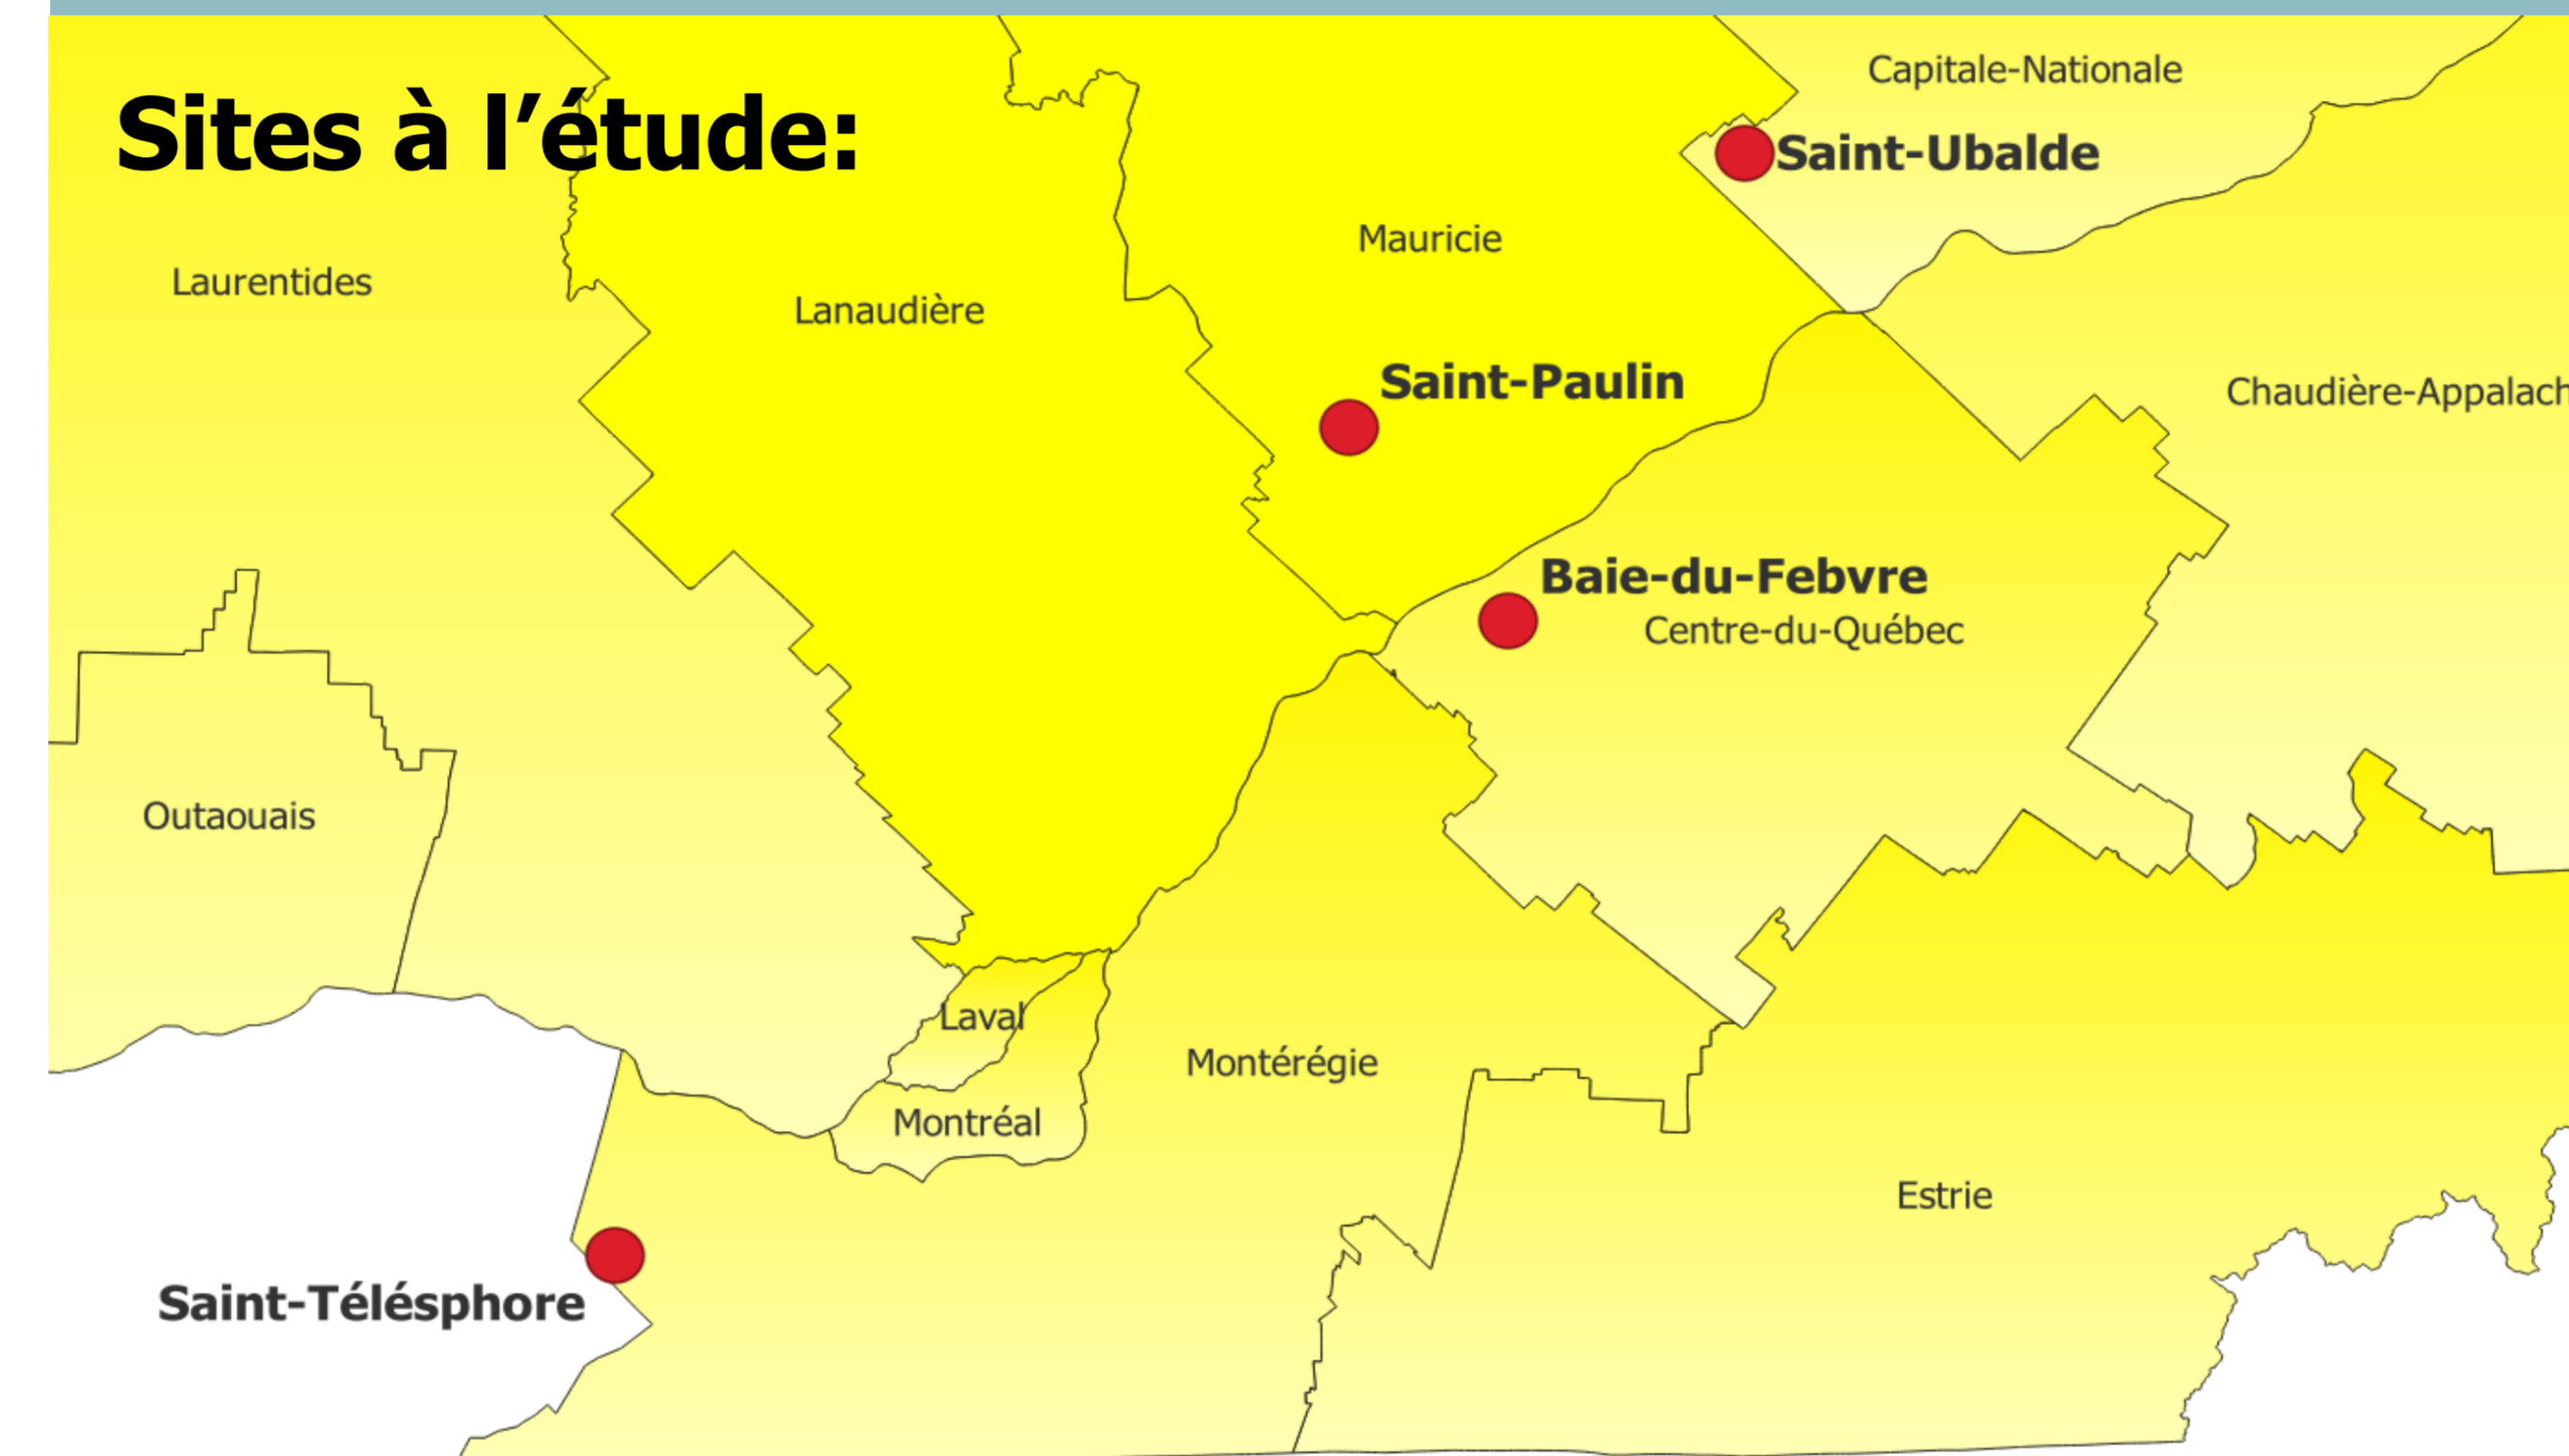 Sites à l’étude:
Capitale-Nationale
Saint-Ubalde
Mauricie
Laurentides
Lanaudière
Saint-Paulin
Chaudière-Appalach
Baie-du-Febvre
Centre-du-Québec
Outaouais
Laval
Montérégie
Montréal
Estrie
Saint-Télésphore